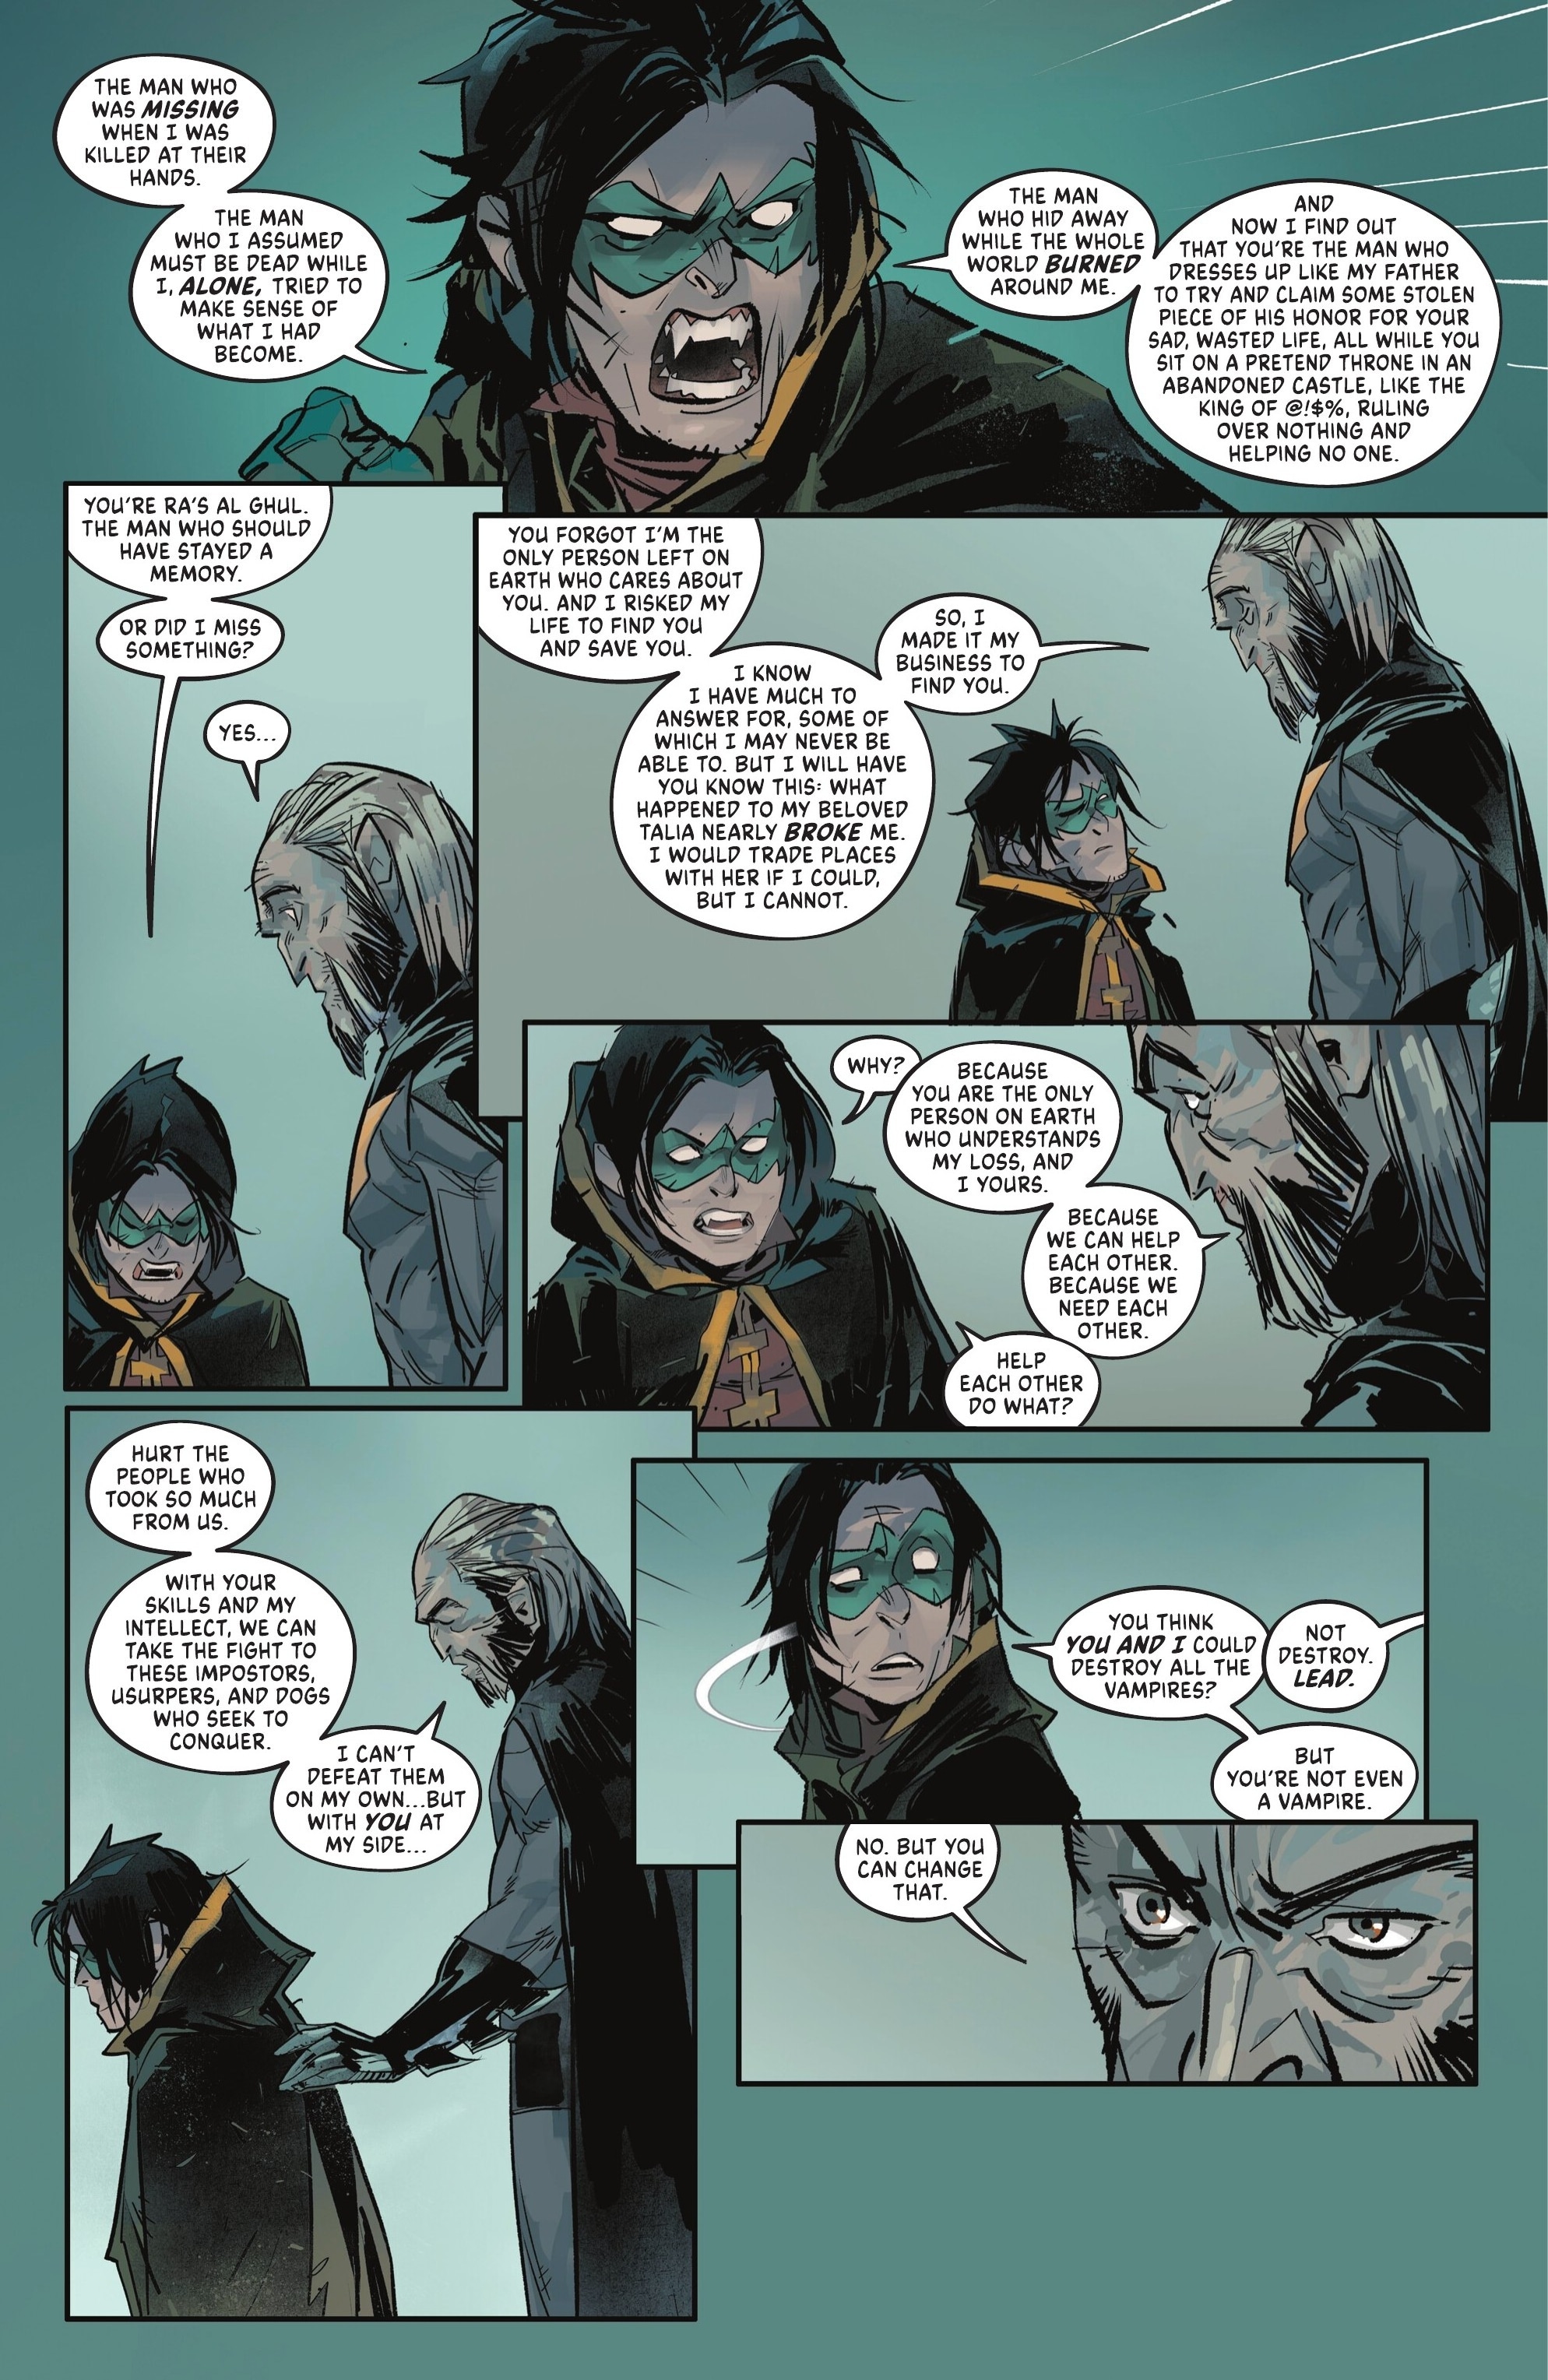 THE MAN WHO
WAS MISSING
WHEN I WAS
KILLED AT THEIR
HANDS.
THE MAN
WHO I ASSUMED
MUST BE DEAD WHILE
I, ALONE, TRIED TO
MAKE SENSE OF
WHAT I HAD
BECOME.
THE MAN
WHO HID AWAY
WHILE THE WHOLE
WORLD BURNED
AROUND ME.
AND
NOW I FIND OUT
THAT YOU'RE THE MAN WHO
DRESSES UP LIKE MY FATHER
TO TRY AND CLAIM SOME STOLEN
PIECE OF HIS HONOR FOR YOUR
SAD, WASTED LIFE, ALL WHILE YOU
SIT ON A PRETEND THRONE IN AN
ABANDONED CASTLE, LIKE THE
KING OF @!$%, RULING
OVER NOTHING AND
HELPING NO ONE.
YOU'RE RA'S AL GHUL.
THE MAN WHO SHOULD
HAVE STAYED A
MEMORY.
OR DID I MISS
SOMETHING?
YES...
YOU FORGOT I'M THE
ONLY PERSON LEFT ON
EARTH WHO CARES ABOUT
YOU. AND I RISKED MY
LIFE TO FIND YOU
AND SAVE YOU.
I KNOW
I HAVE MUCH TO
ANSWER FOR, SOME OF
WHICH I MAY NEVER BE
ABLE TO. BUT I WILL HAVE
YOU KNOW THIS: WHAT
HAPPENED TO MY BELOVED
TALIA NEARLY BROKE ME.
I WOULD TRADE PLACES
WITH HER IF I COULD,
BUT I CANNOT.
SO, I
MADE IT MY
BUSINESS TO
FIND YOU.
WHY?
BECAUSE
YOU ARE THE ONLY
PERSON ON EARTH
WHO UNDERSTANDS
MY LOSS, AND
I YOURS.
BECAUSE
WE CAN HELP
EACH OTHER.
BECAUSE WE
NEED EACH
OTHER.
HELP
EACH OTHER
DO WHAT?
HURT THE
PEOPLE WHO
TOOK SO MUCH
FROM US.
WITH YOUR
SKILLS AND MY
INTELLECT, WE CAN
TAKE THE FIGHT TO
THESE IMPOSTORS,
USURPERS, AND DOGS
WHO SEEK TO
CONQUER.
I CAN'T
DEFEAT THEM
ON MY OWN...BUT
WITH YOU AT
MY SIDE...
YOU THINK
YOU AND I COULD
DESTROY ALL THE
VAMPIRES?
NOT
DESTROY.
LEAD.
BUT
YOU'RE NOT EVEN
A VAMPIRE.
NO. BUT YOU
CAN CHANGE
THAT.